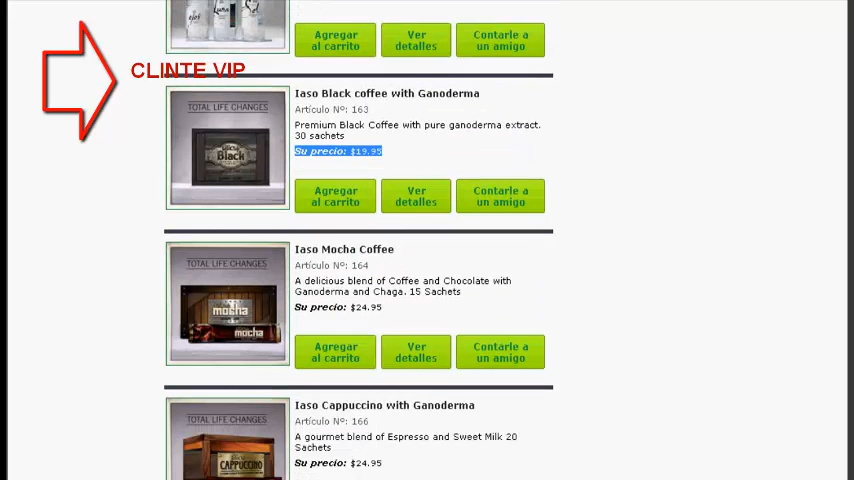 Luna
Sol
Agregar
al carrito
Ver
detalles
Contarle a
un amigo
CLINTE VIP
TOTAL LIFE CHANGES
Black
Iaso Black coffee with Ganoderma
Artículo Nº: 163
Premium Black Coffee with pure ganoderma extract.
30 sachets
Su precio: $19.95
Agregar
al carrito
Ver
detalles
Contarle a
un amigo
TOTAL LIFE CHANGES
mocha
mocha
Iaso Mocha Coffee
Artículo Nº: 164
A delicious blend of Coffee and Chocolate with
Ganoderma and Chaga. 15 Sachets
Su precio: $24.95
Agregar
al carrito
Ver
detalles
Contarle a
un amigo
TOTAL LIFE CHANGES
CAPPUCCINO
Iaso Cappuccino with Ganoderma
Artículo Nº: 166
A gourmet blend of Espresso and Sweet Milk 20
Sachets
Su precio: $24.95